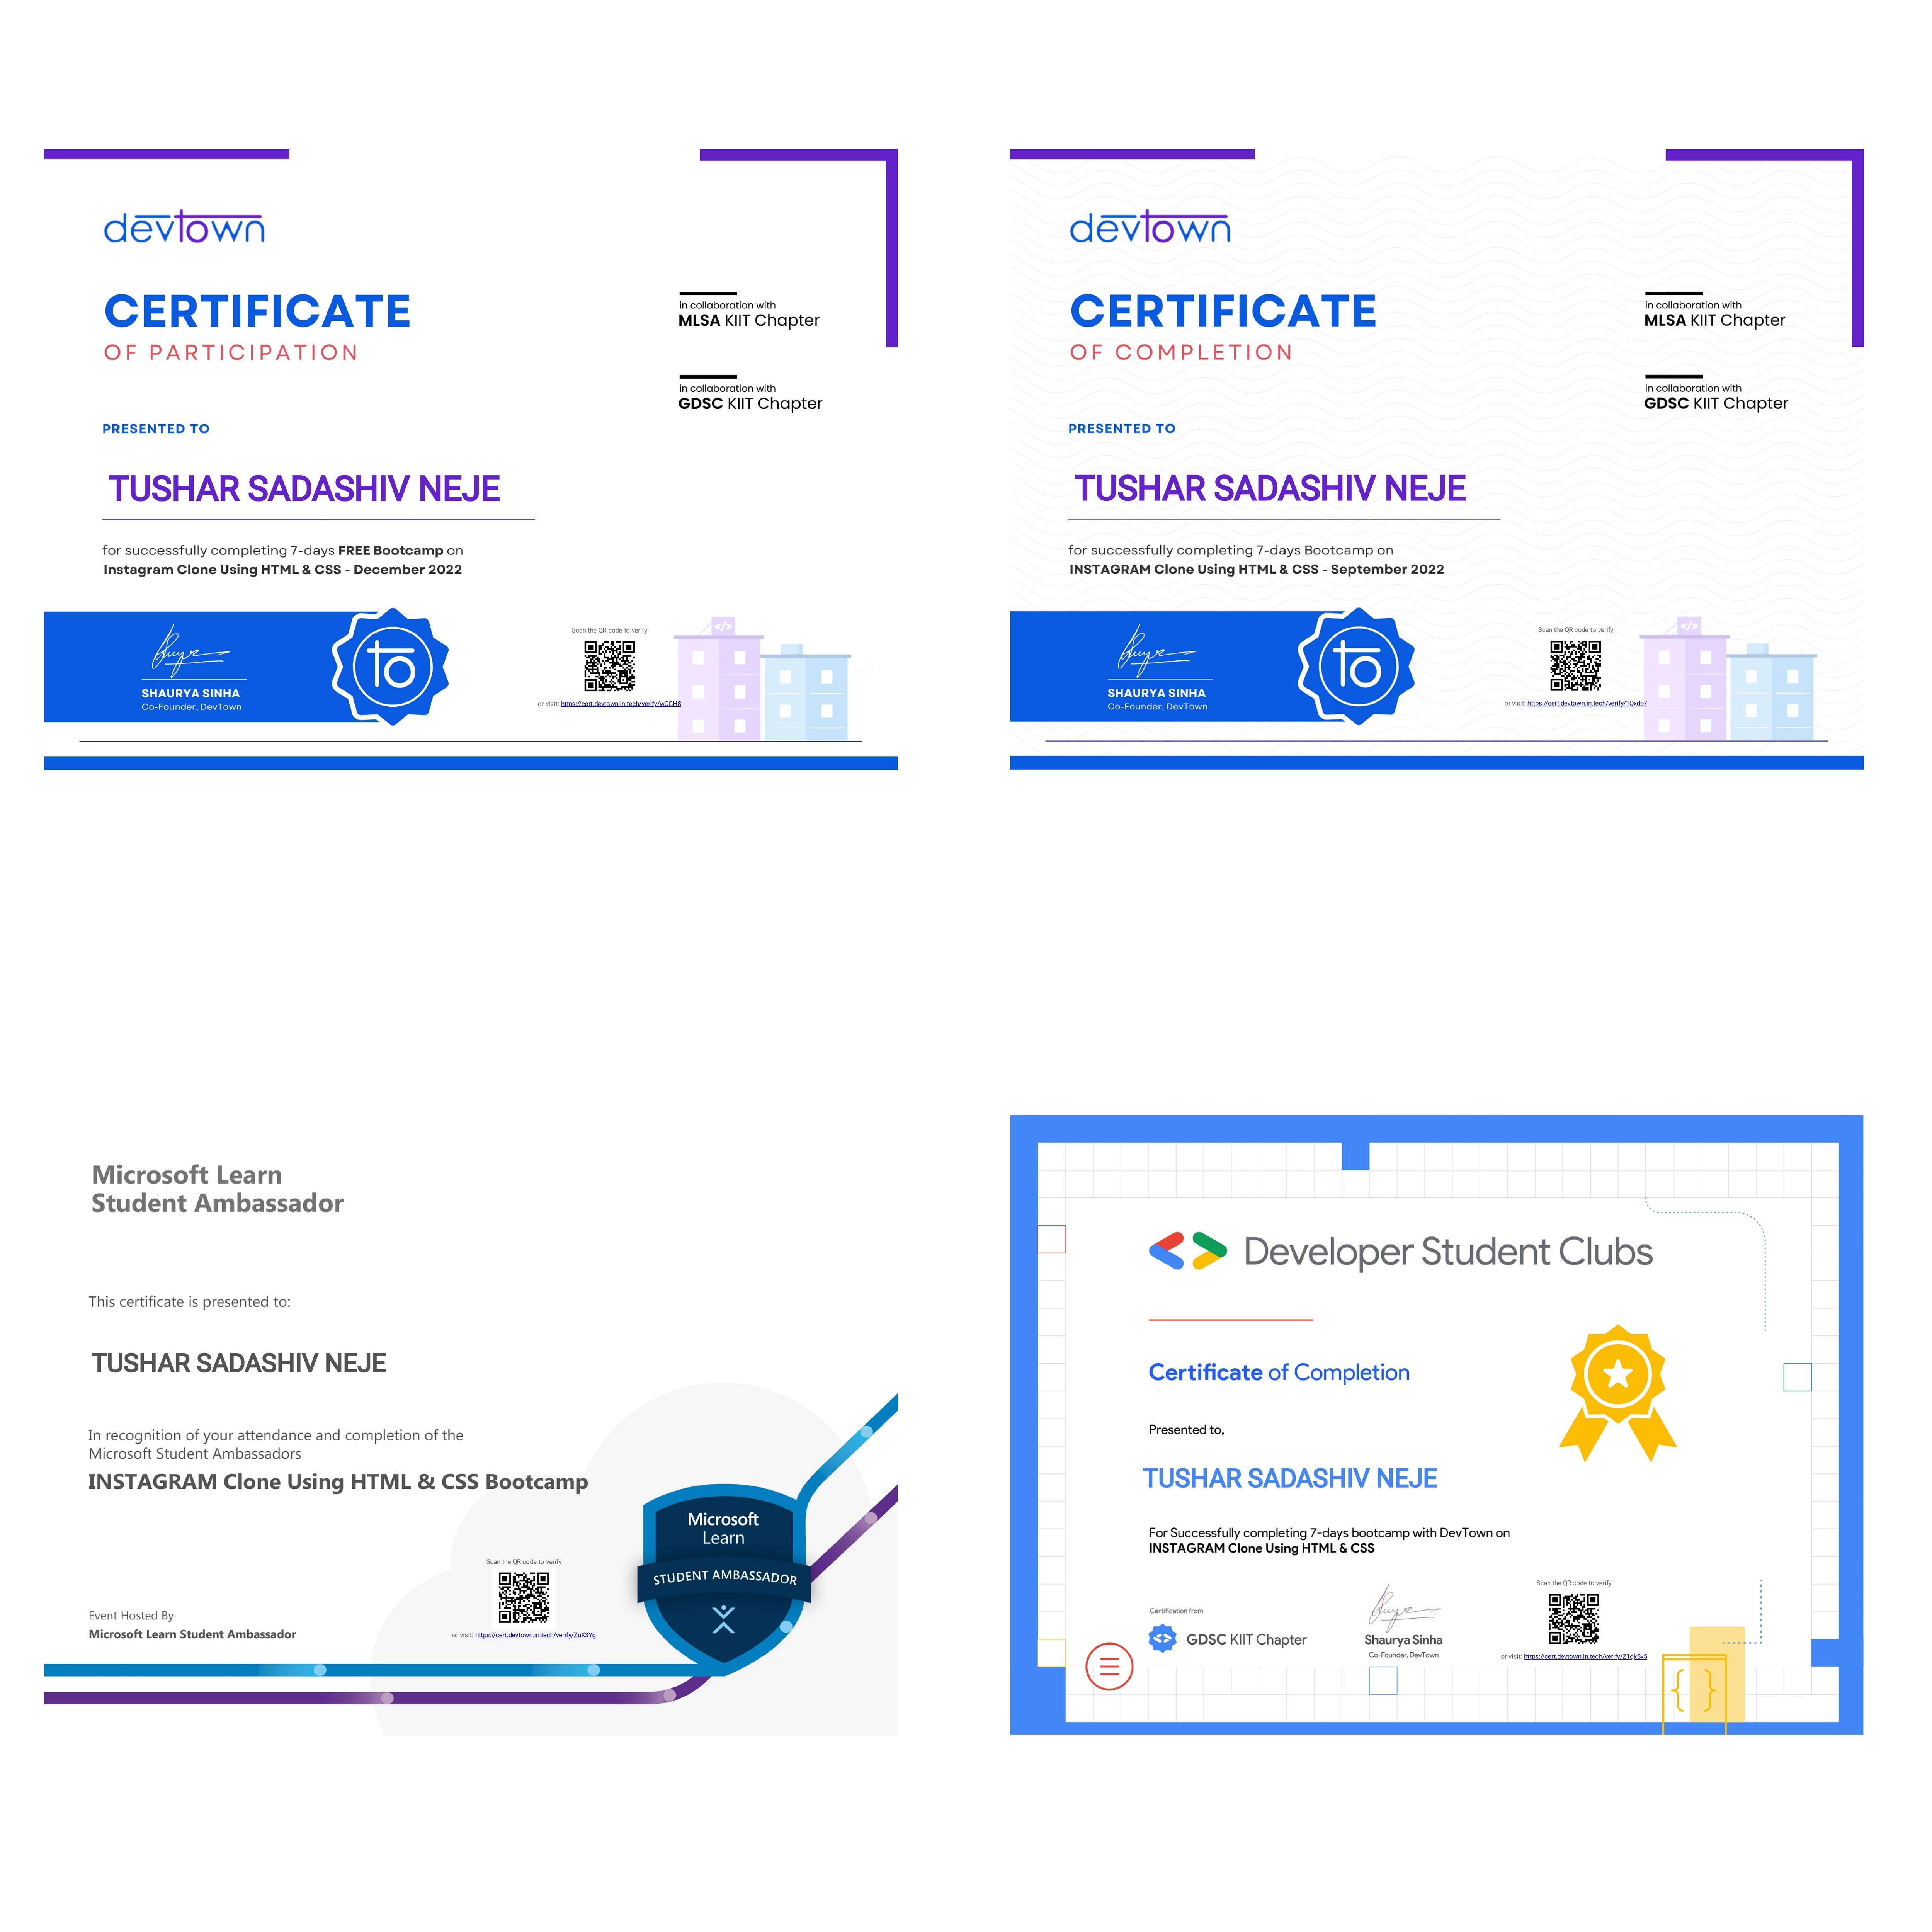 devtown
CERTIFICATE
OF PARTICIPATION
in collaboration with
MLSA KIIT Chapter
in collaboration with
GDSC KIIT Chapter
PRESENTED TO
TUSHAR SADASHIV NEJE
for successfully completing 7-days FREE Bootcamp on
Instagram Clone Using HTML & CSS - December 2022
SHAURYA SINHA
Co-Founder, DevTown
to
Scan the QR code to verify
or visit: https://cert.devtown.in.tech/verify/wGGHB
</>
devtown
CERTIFICATE
OF COMPLETION
in collaboration with
MLSA KIIT Chapter
in collaboration with
GDSC KIIT Chapter
PRESENTED TO
TUSHAR SADASHIV NEJE
for successfully completing 7-days Bootcamp on
INSTAGRAM Clone Using HTML & CSS - September 2022
SHAURYA SINHA
Co-Founder, DevTown
to
Scan the QR code to verify
or visit: https://cert.devtown.in.tech/verify/1Qxdp7
</>
Microsoft Learn
Student Ambassador
This certificate is presented to:
TUSHAR SADASHIV NEJE
In recognition of your attendance and completion of the
Microsoft Student Ambassadors
INSTAGRAM Clone Using HTML & CSS Bootcamp
Scan the QR code to verify
or visit: https://cert.devtown.in.tech/verify/ZuX3Yg
Event Hosted By
Microsoft Learn Student Ambassador
Microsoft
Learn
STUDENT AMBASSADOR
Developer Student Clubs
Certificate of Completion
Presented to,
TUSHAR SADASHIV NEJE
For Successfully completing 7-days bootcamp with DevTown on
INSTAGRAM Clone Using HTML & CSS
Certification from
GDSC KIIT Chapter
Shaurya Sinha
Co-Founder, DevTown
Scan the QR code to verify
or visit: https://cert.devtown.in.tech/verify/Z1qk5v5
{ }